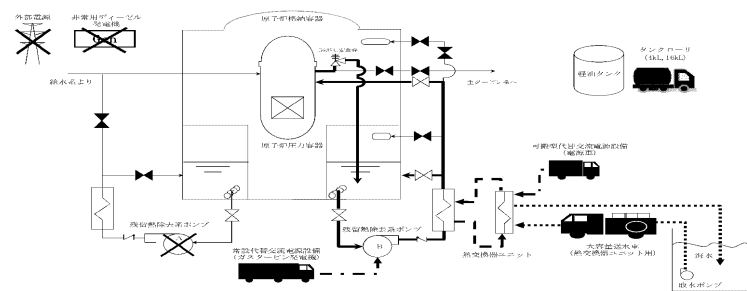 外部電源
非常用ディーゼル
発電機
原子炉格納容器
タンクローリ
(4kL, 16kL)
軽油タンク
給水系より
主タービン系へ
原子炉圧力容器
可搬型代替交流電源設備
(電源車)
残留熱除去系ポンプ
残留熱除去系ポンプ
B
熱交換器ユニット
大容量送水車
(熱交換器ユニット用)
海水
取水ポンプ
常設代替交流電源設備
(ガスタービン発電機)